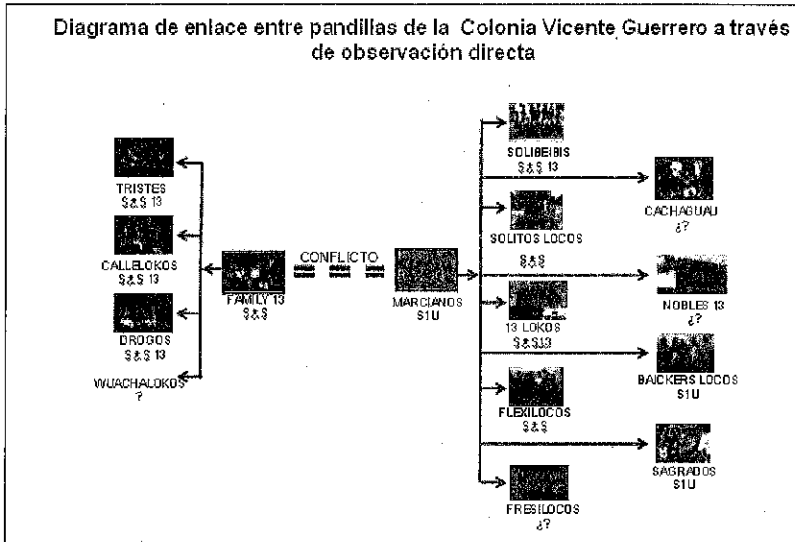 Diagrama de enlace entre pandillas de la Colonia Vicente Guerrero a través
de observación directa
TRISTES
S&S 13
CALLELOKOS
S&S 13
DROGOS
S&S 13
WUACHALOKOS
?
FAMILY 13
S&S
CONFLICTO
MARCIANOS
S1U
SOLIBEIBIS
S&S 13
SOLITOS LOCOS
S&S
13 LOKOS
S&S13
FLEXILOCOS
S&S
FRESILOCOS
¿?
CACHAGUAU
¿?
NOBLES 13
¿?
BAICKERS LOCOS
S1U
SAGRADOS
S1U